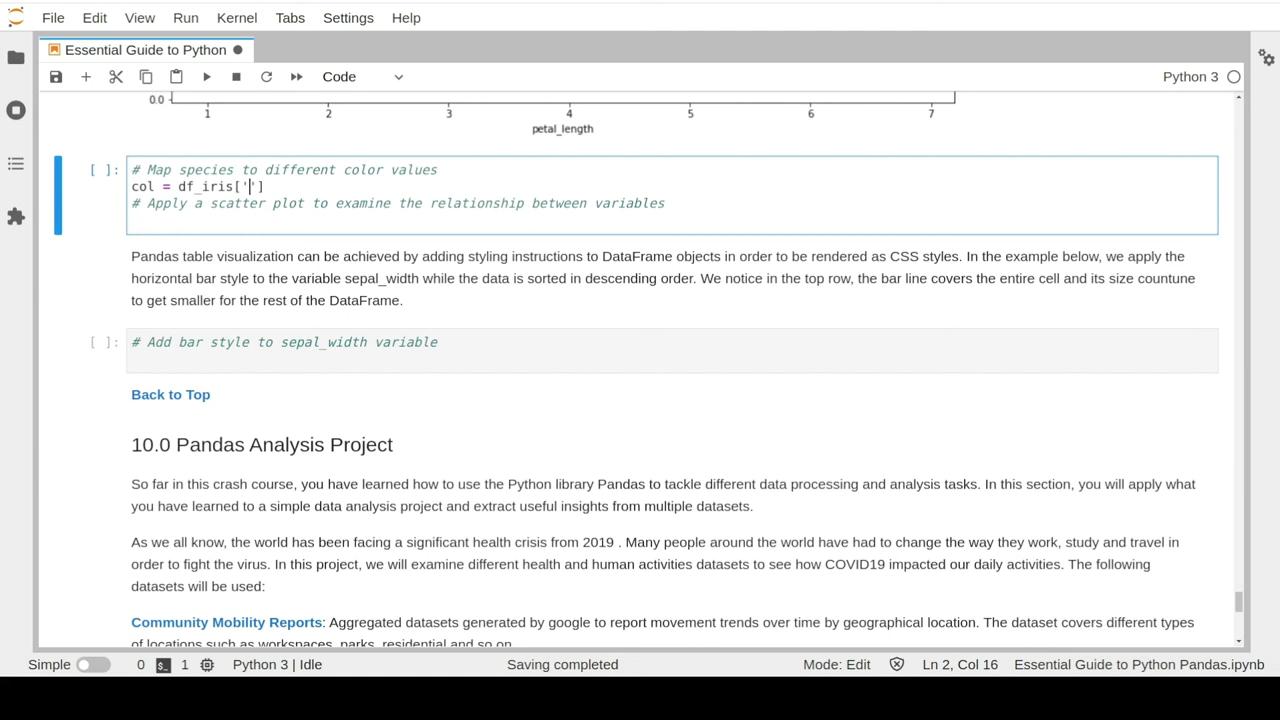 File Edit View Run Kernel Tabs Settings Help
Essential Guide to Python
Code
Python 3
0.0
1 2 3 4 5 6 7
petal_length
[ ]: # Map species to different color values
col = df_iris['']
# Apply a scatter plot to examine the relationship between variables
Pandas table visualization can be achieved by adding styling instructions to DataFrame objects in order to be rendered as CSS styles. In the example below, we apply the
horizontal bar style to the variable sepal_width while the data is sorted in descending order. We notice in the top row, the bar line covers the entire cell and its size countune
to get smaller for the rest of the DataFrame.
[ ]: # Add bar style to sepal_width variable
Back to Top
10.0 Pandas Analysis Project
So far in this crash course, you have learned how to use the Python library Pandas to tackle different data processing and analysis tasks. In this section, you will apply what
you have learned to a simple data analysis project and extract useful insights from multiple datasets.
As we all know, the world has been facing a significant health crisis from 2019 . Many people around the world have had to change the way they work, study and travel in
order to fight the virus. In this project, we will examine different health and human activities datasets to see how COVID19 impacted our daily activities. The following
datasets will be used:
Community Mobility Reports: Aggregated datasets generated by google to report movement trends over time by geographical location. The dataset covers different types
of locations such as workspaces, parks, residential and so on.
Simple 0 1 Python 3 | Idle Saving completed Mode: Edit Ln 2, Col 16 Essential Guide to Python Pandas.ipynb